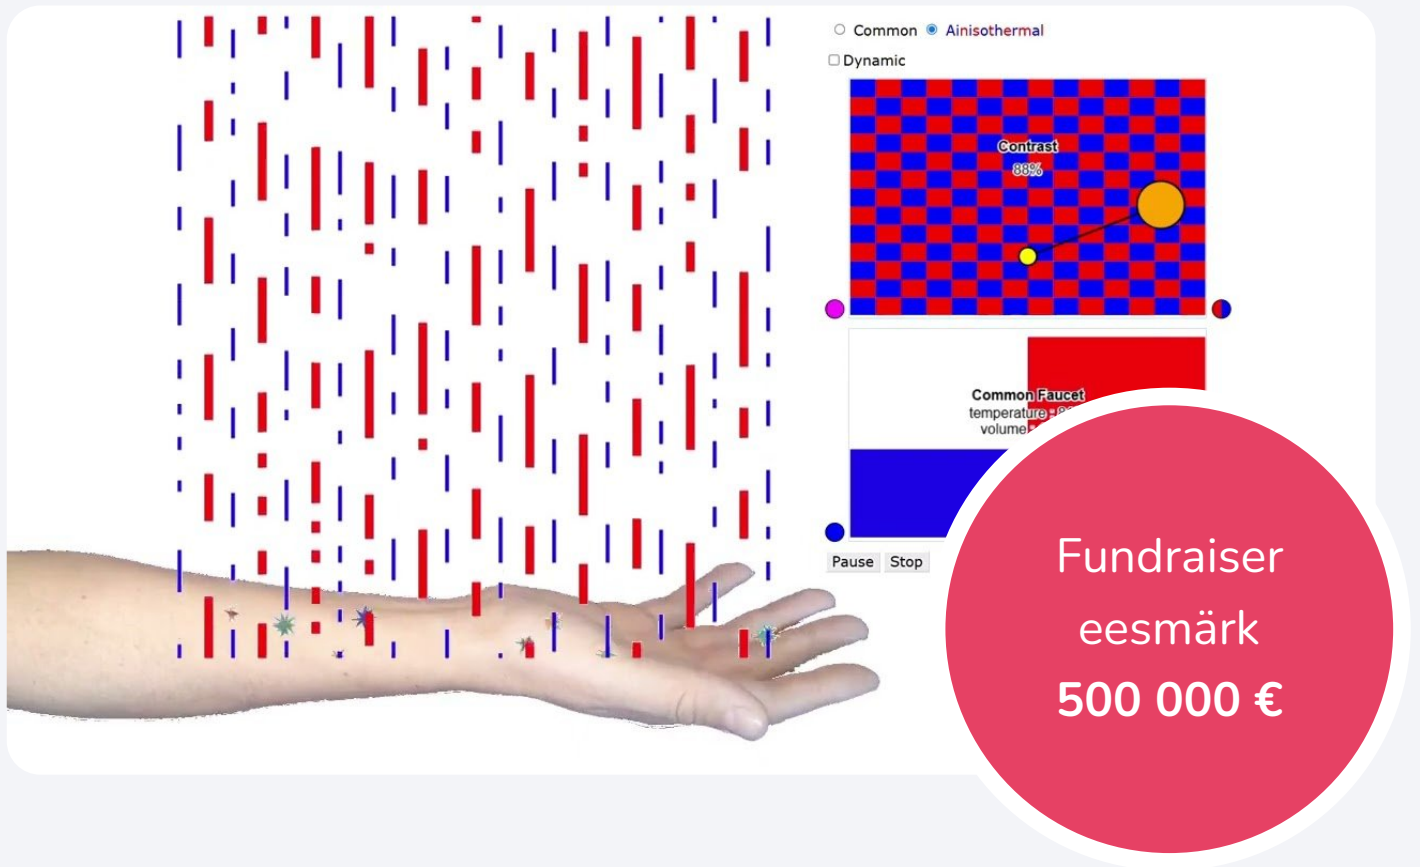 Common Ainisothermal
Dynamic
Contrast
88%
Common Faucet
temperature -
volume
Pause Stop
Fundraiser
eesmärk
500 000 €